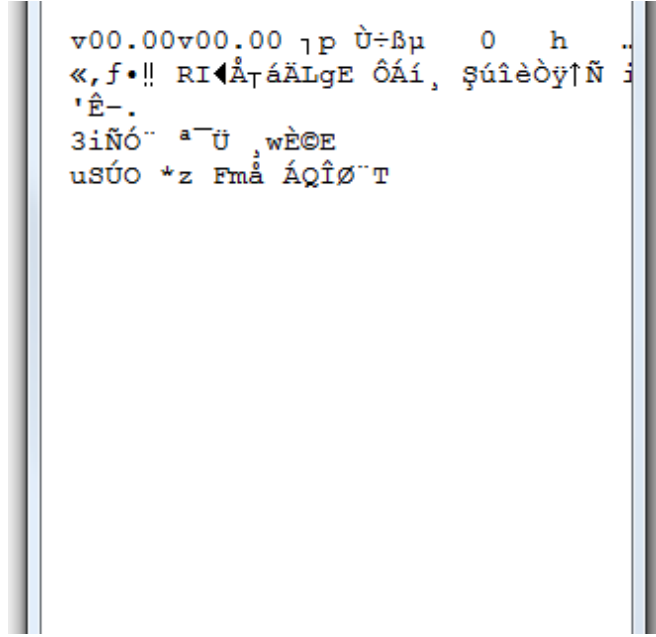 v00.00v00.00 ┐p Ù÷ßµ 0 h ..
«,ƒ•‼ RI◄Å┬áÄLgE ÔÁí¸ ŞúîèÒÿ↑Ñ i
'Ê–.
3iÑÓ¨ ª¯Ü ¸wÈ©E
uSÚO *z Fmå ÁQÎØ¨T